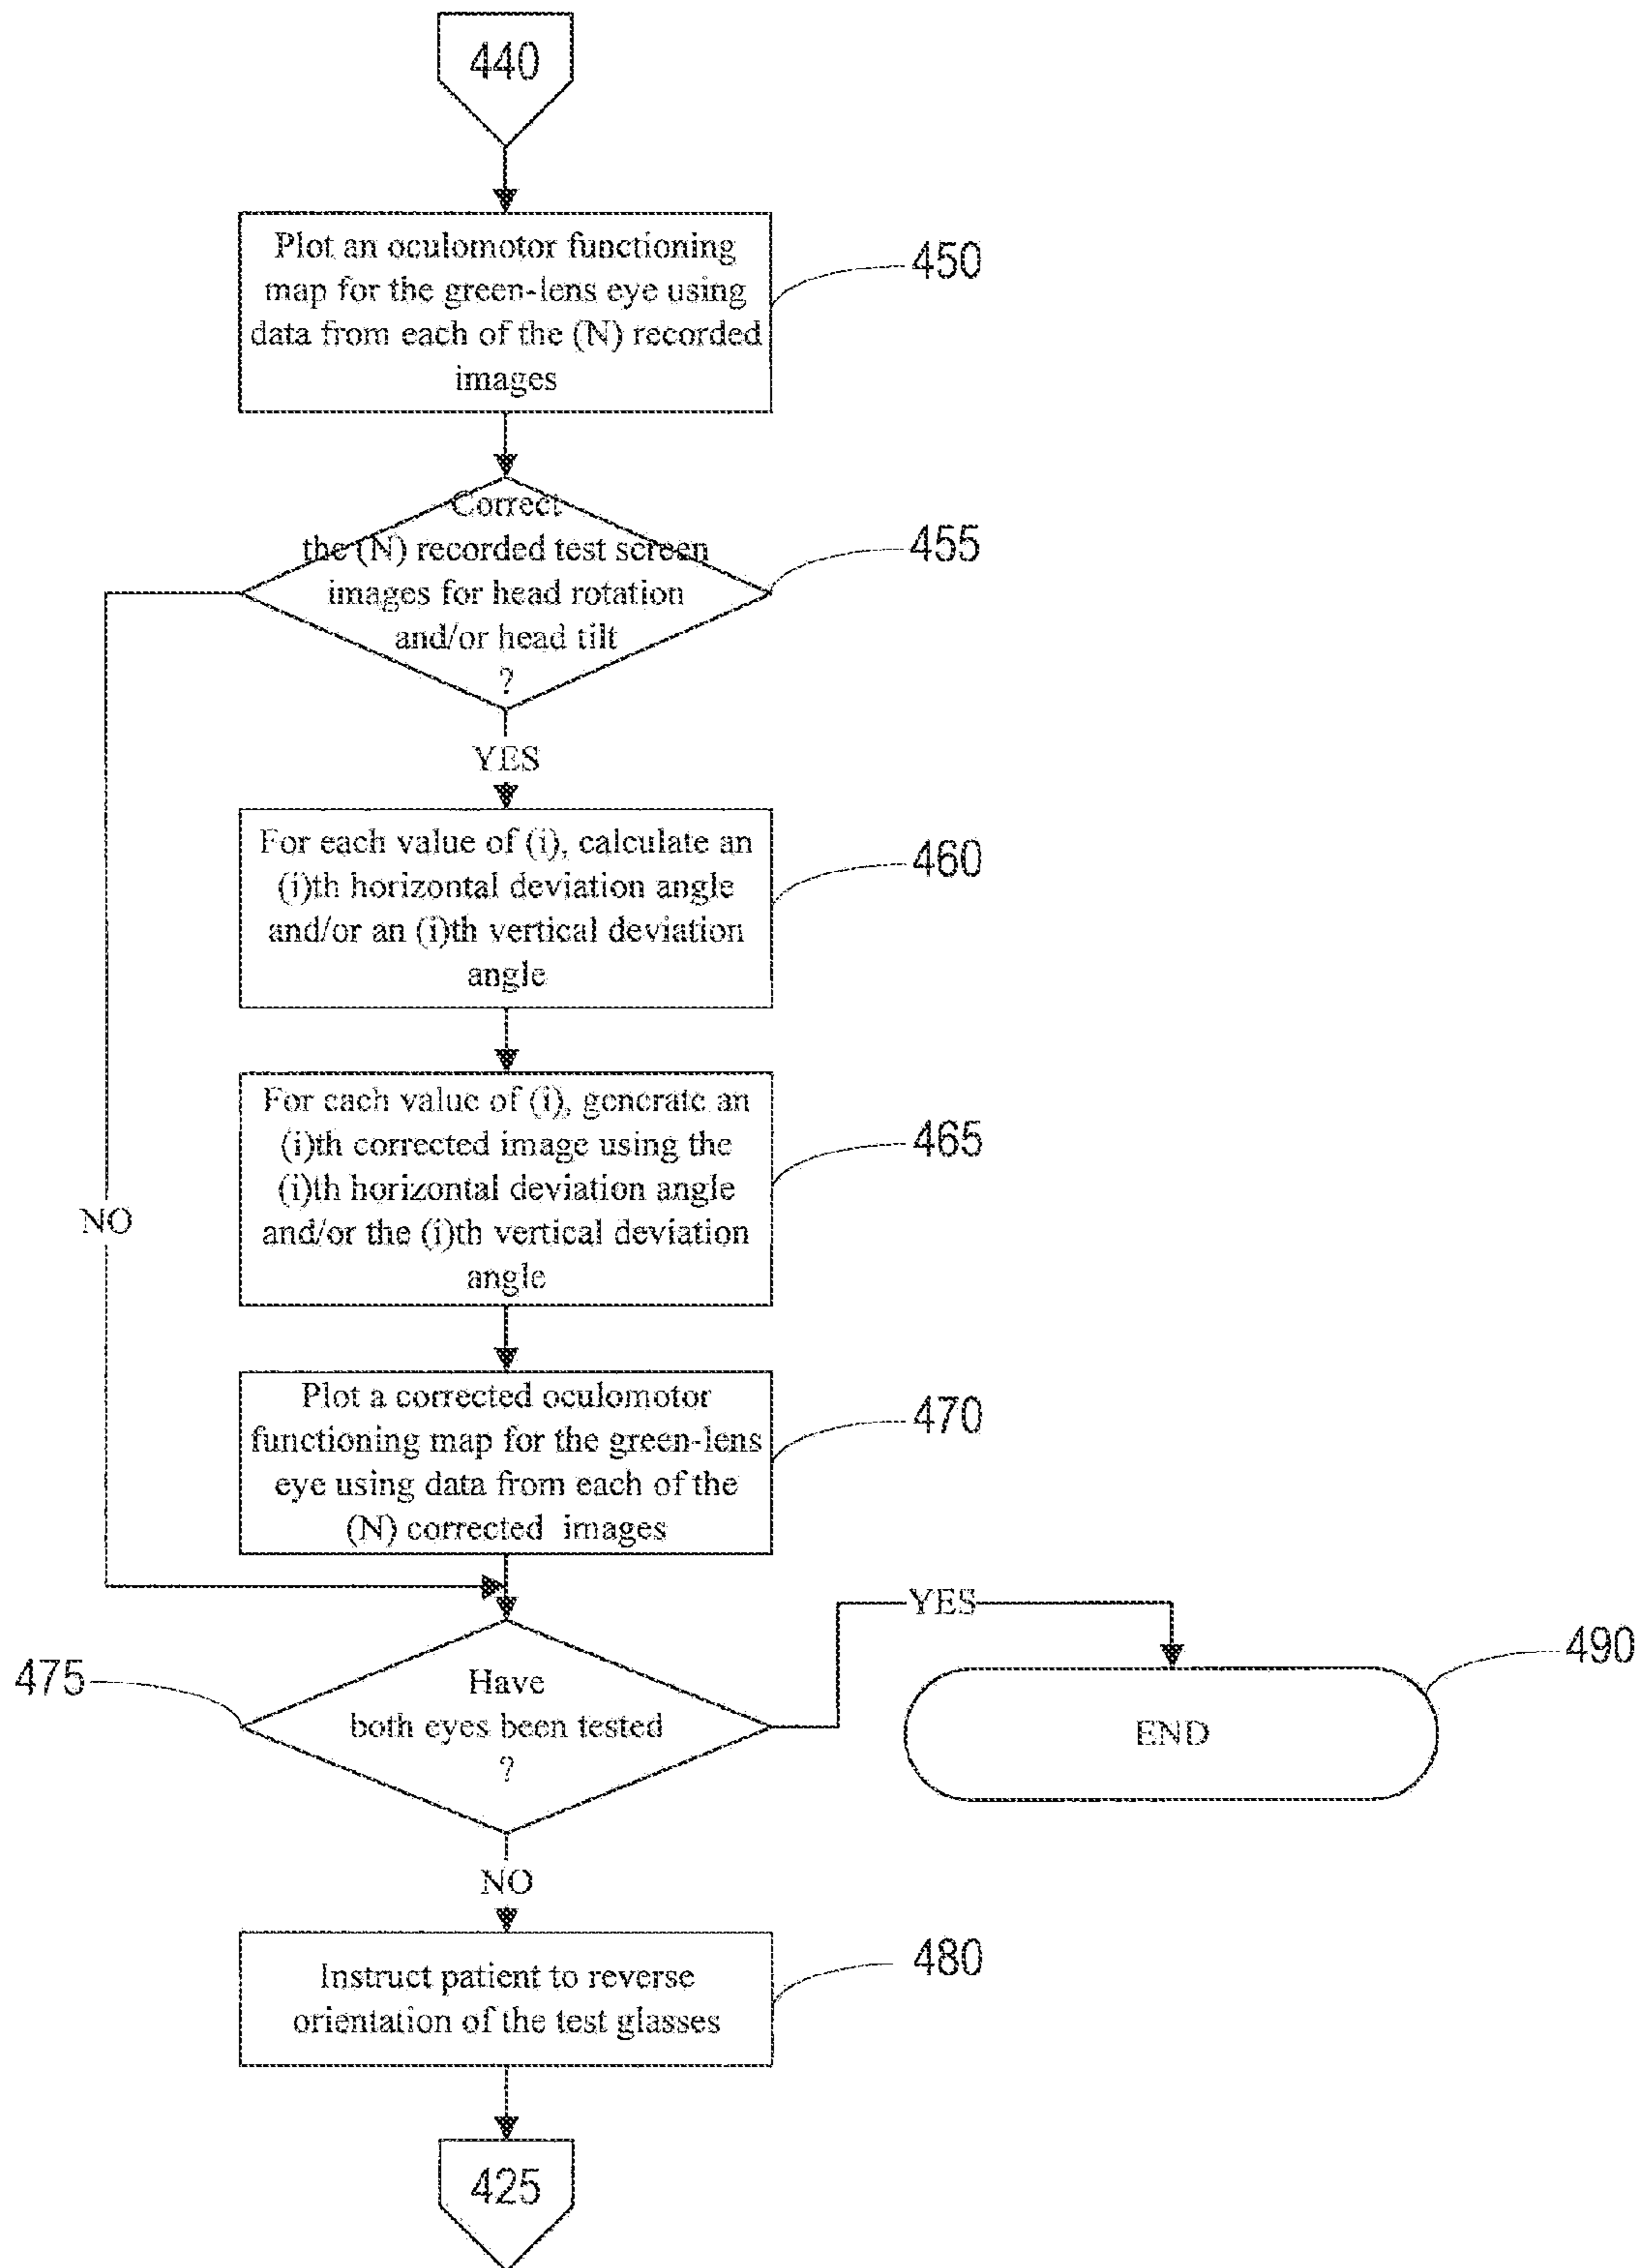 440
Plot an oculomotor functioning
map for the green-lens eye using
data from each of the (N) recorded
images
450
Correct
the (N) recorded test screen
images for head rotation
and/or head tilt
?
455
YES
For each value of (i), calculate an
(i)th horizontal deviation angle
and/or an (i)th vertical deviation
angle
460
For each value of (i), generate an
(i)th corrected image using the
(i)th horizontal deviation angle
and/or the (i)th vertical deviation
angle
465
NO
Plot a corrected oculomotor
functioning map for the green-lens
eye using data from each of the
(N) corrected images
470
YES
475
Have
both eyes been tested
?
END
490
NO
Instruct patient to reverse
orientation of the test glasses
480
425